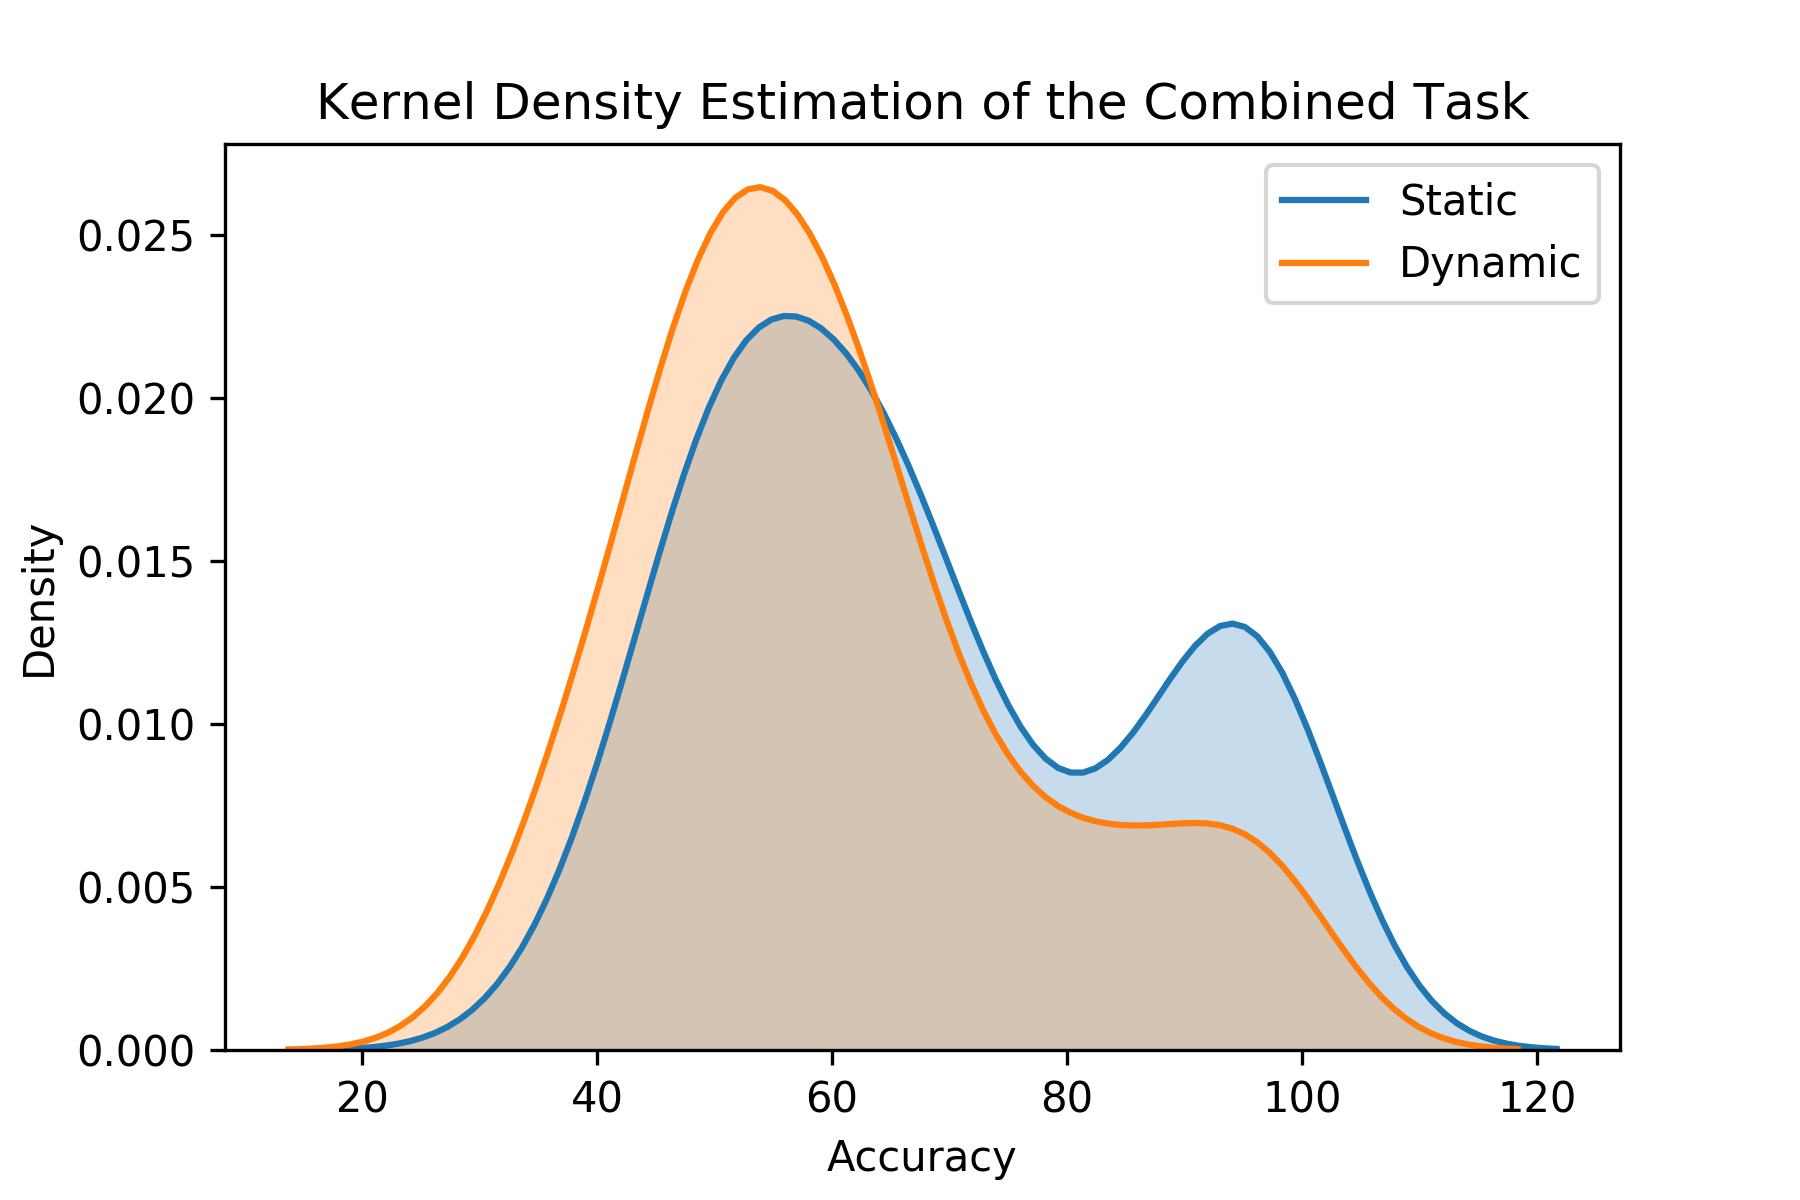 Kernel Density Estimation of the Combined Task
Static
Dynamic
0.025
0.020
0.015
0.010
0.005
0.000
Density
20 40 60 80 100 120
Accuracy